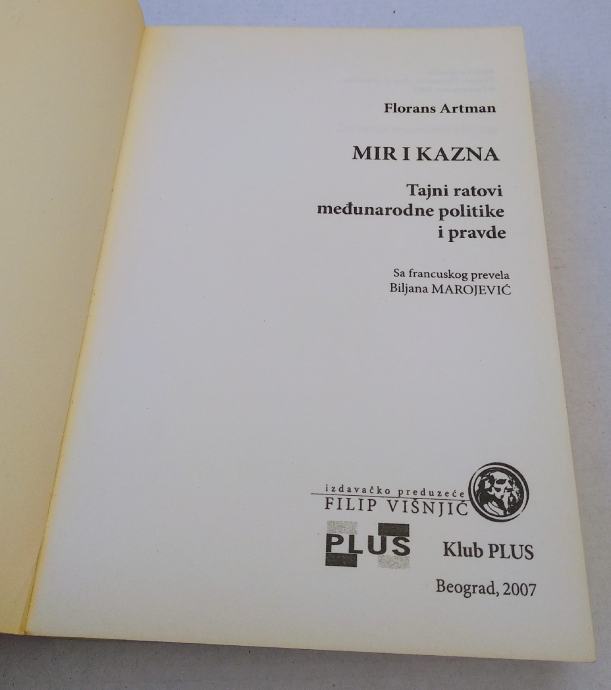 Florans Artman
MIR I KAZNA
Tajni ratovi
međunarodne politike
i pravde
Sa francuskog prevela
Biljana MAROJEVIĆ
izdavačko preduzeće
FILIP VIŠNJIĆ
PLUS
Klub PLUS
Beograd, 2007